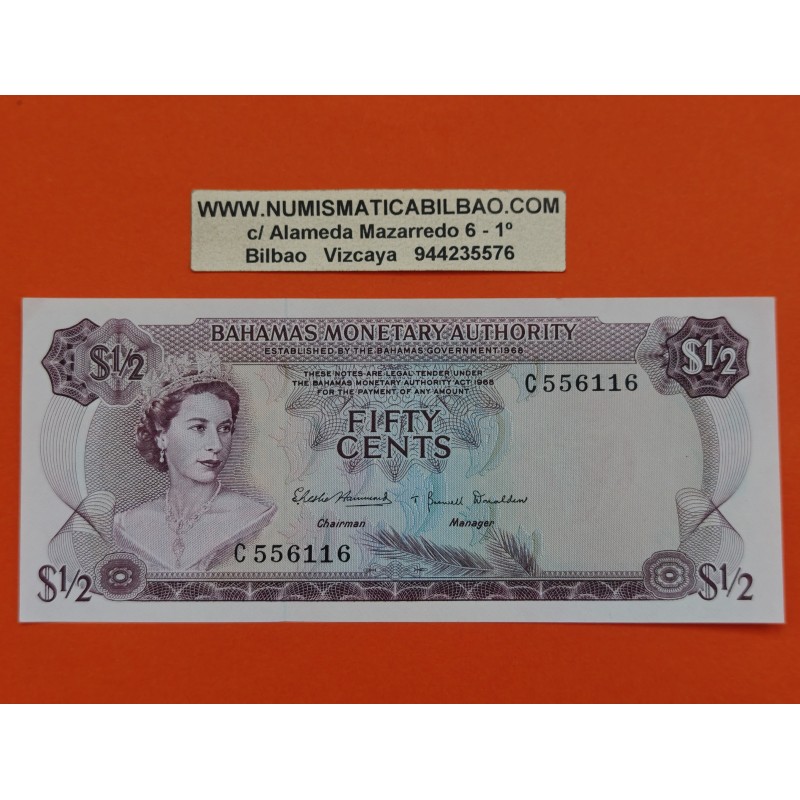 WWW.NUMISMATICABILBAO.COM
c/ Alameda Mazarredo 6 - 1º
Bilbao Vizcaya 944235576
$1/2
BAHAMAS MONETARY AUTHORITY
$1/2
ESTABLISHED BY THE BAHAMAS GOVERNMENT 1968
THESE NOTES ARE LEGAL TENDER UNDER
THE BAHAMAS MONETARY AUTHORITY ACT 1968
FOR THE PAYMENT OF ANY AMOUNT
C556116
FIFTY
CENTS
Chairman Manager
C556116
$1/2
$1/2